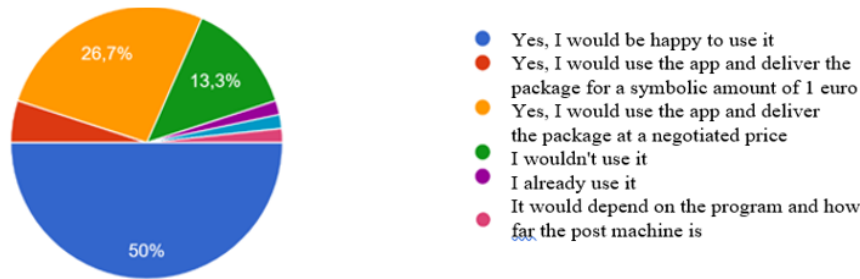 26,7%
13,3%
50%
Yes, I would be happy to use it
Yes, I would use the app and deliver the
package for a symbolic amount of 1 euro
Yes, I would use the app and deliver
the package at a negotiated price
I wouldn't use it
I already use it
It would depend on the program and how
far the post machine is